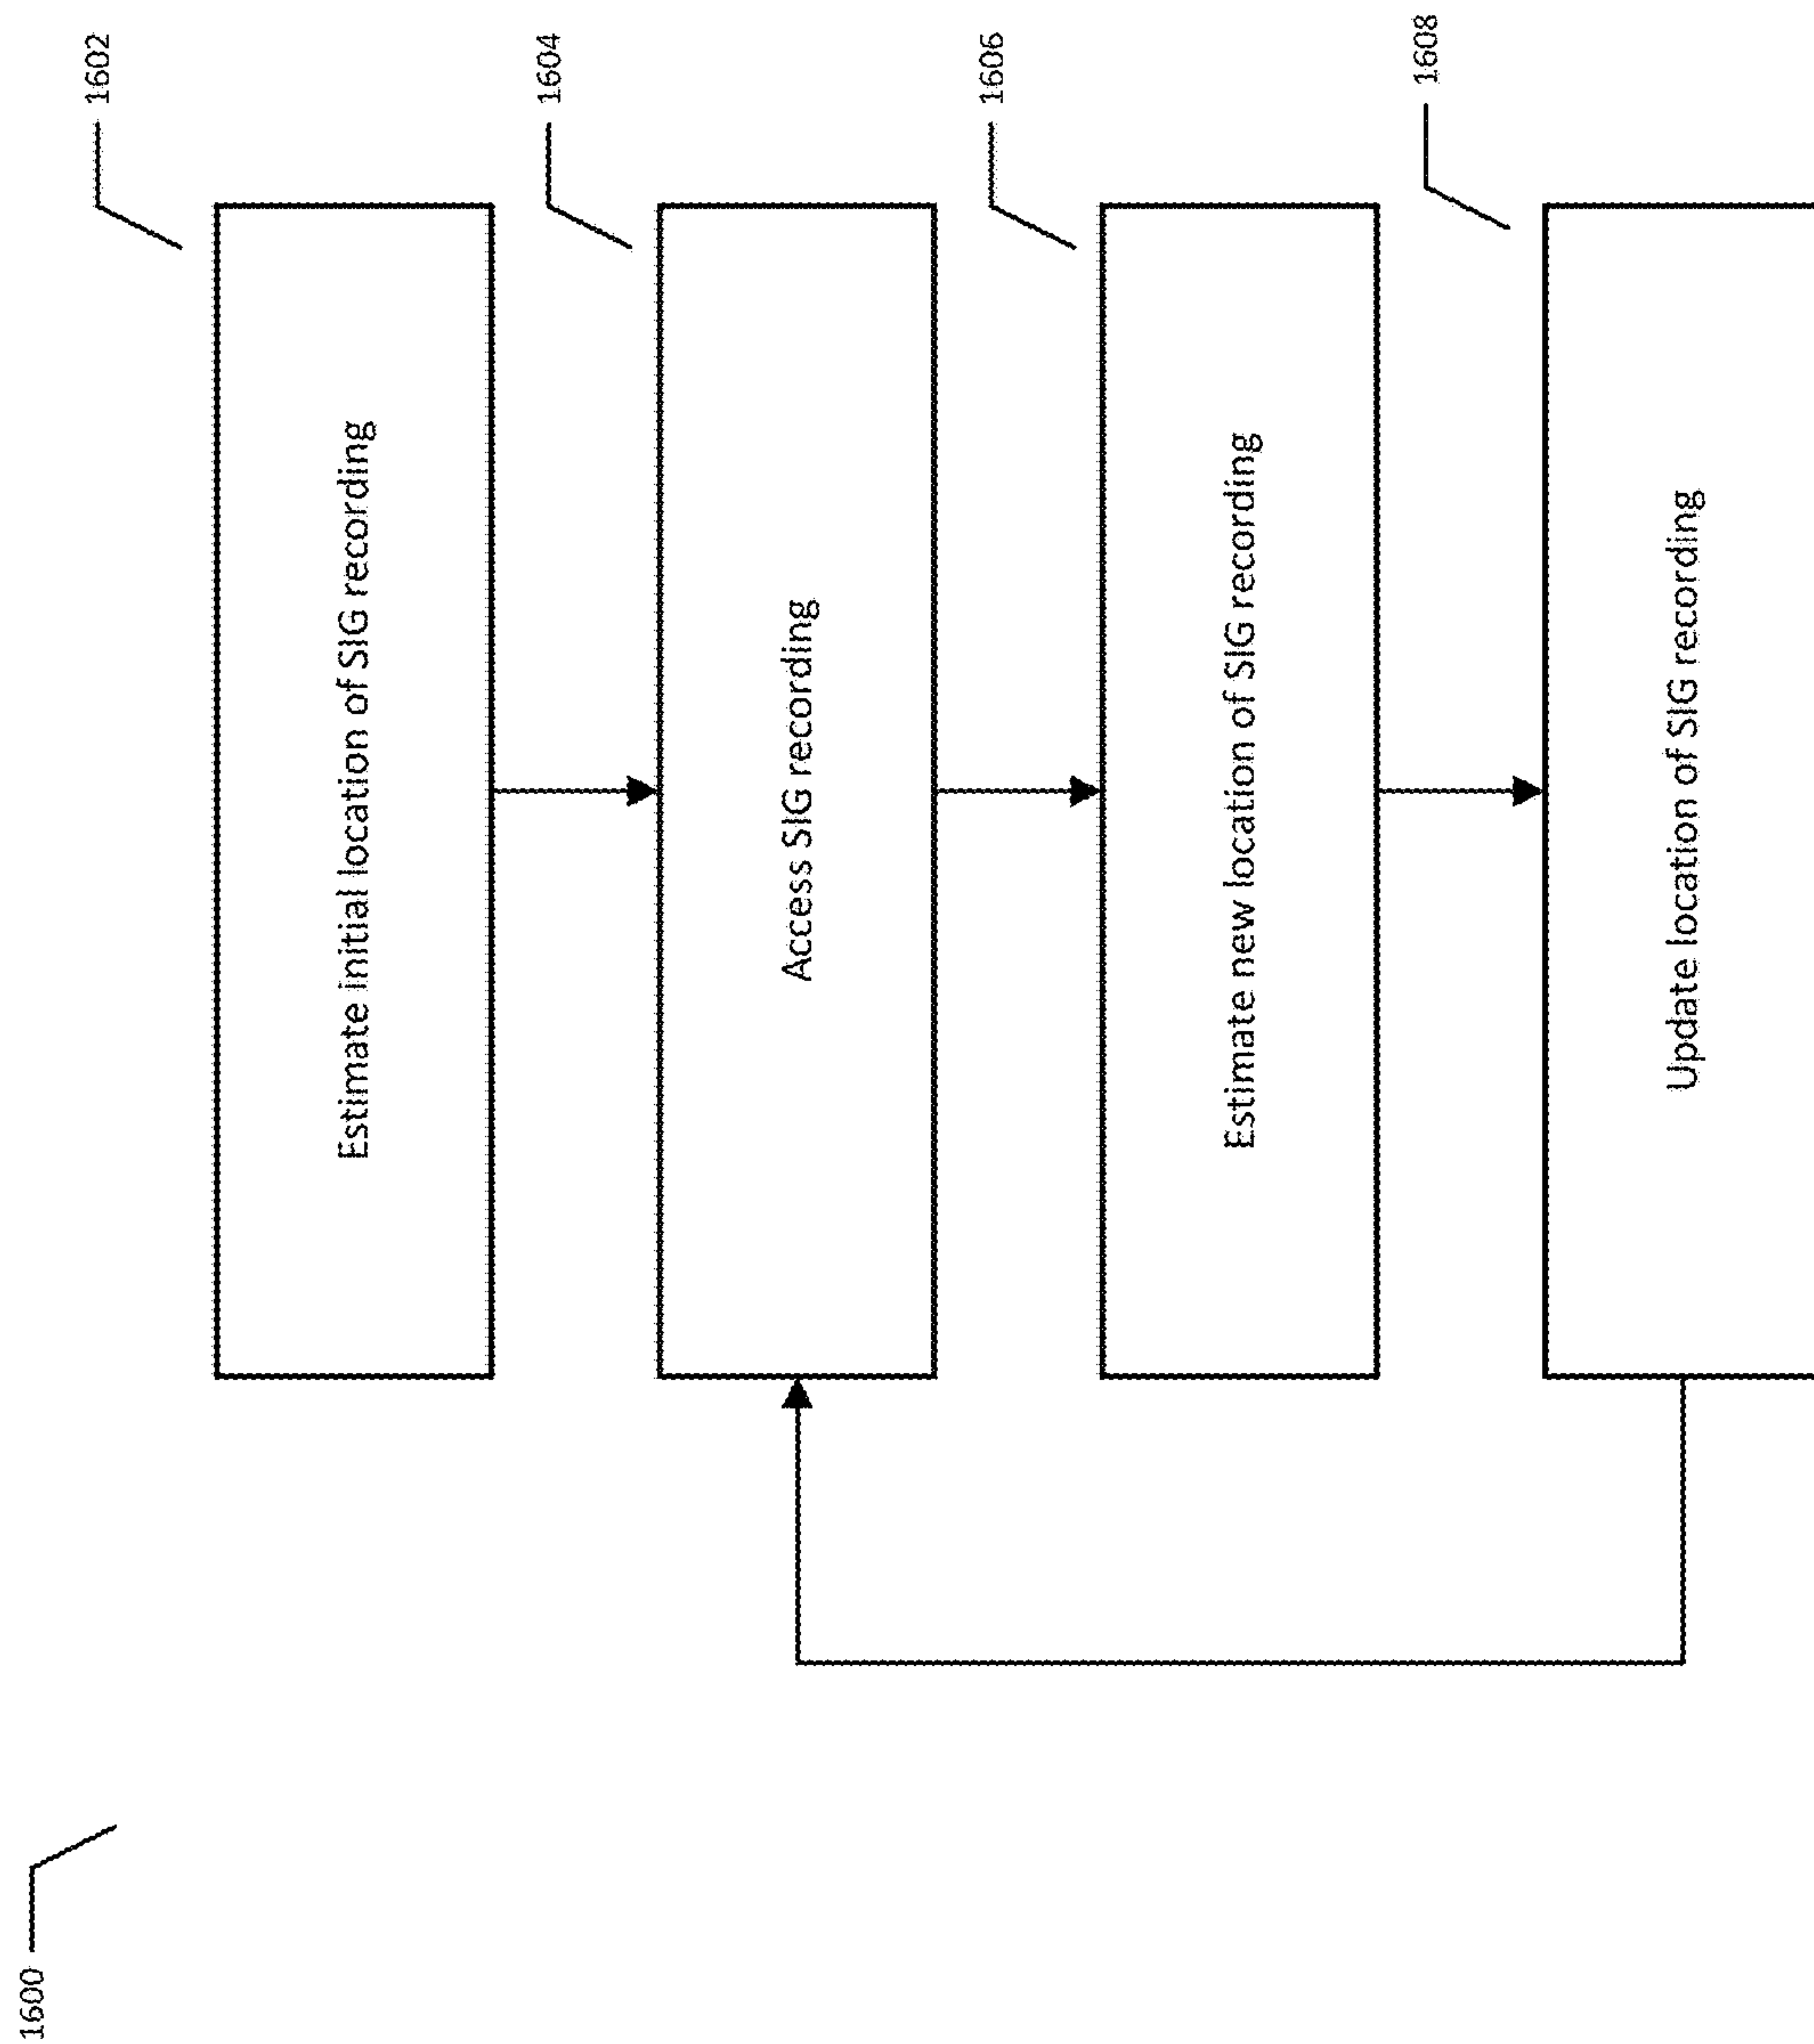 1600
1602
Estimate initial location of SIG recording
1604
Access SIG recording
1606
Estimate new location of SIG recording
1608
Update location of SIG recording